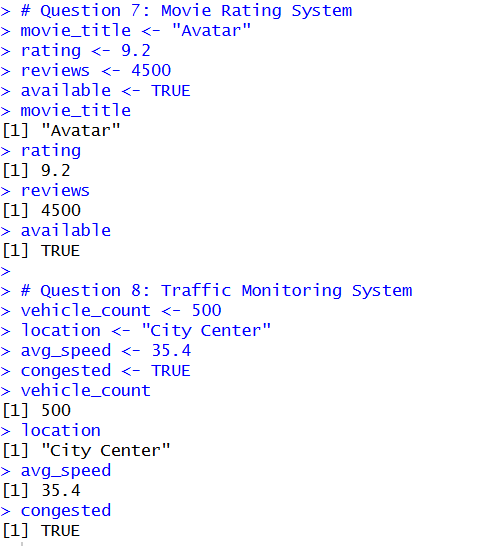 > # Question 7: Movie Rating System
> movie_title <- "Avatar"
> rating <- 9.2
> reviews <- 4500
> available <- TRUE
> movie_title
[1] "Avatar"
> rating
[1] 9.2
> reviews
[1] 4500
> available
[1] TRUE
>
> # Question 8: Traffic Monitoring System
> vehicle_count <- 500
> location <- "City Center"
> avg_speed <- 35.4
> congested <- TRUE
> vehicle_count
[1] 500
> location
[1] "City Center"
> avg_speed
[1] 35.4
> congested
[1] TRUE